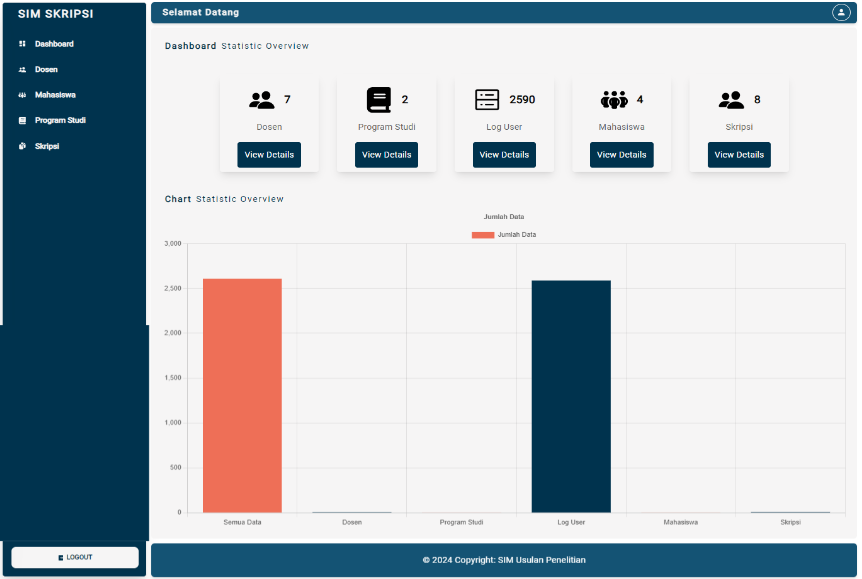 SIM SKRIPSI
Dashboard
Dosen
Mahasiswa
Program Studi
Skripsi
LOGOUT
Selamat Datang
Dashboard Statistic Overview
7
Dosen
View Details
2
Program Studi
View Details
2590
Log User
View Details
4
Mahasiswa
View Details
8
Skripsi
View Details
Chart Statistic Overview
Jumlah Data
Jumlah Data
3,000
2,500
2,000
1,500
1,000
500
0
Semua Data Dosen Program Studi Log User Mahasiswa Skripsi
© 2024 Copyright: SIM Usulan Penelitian